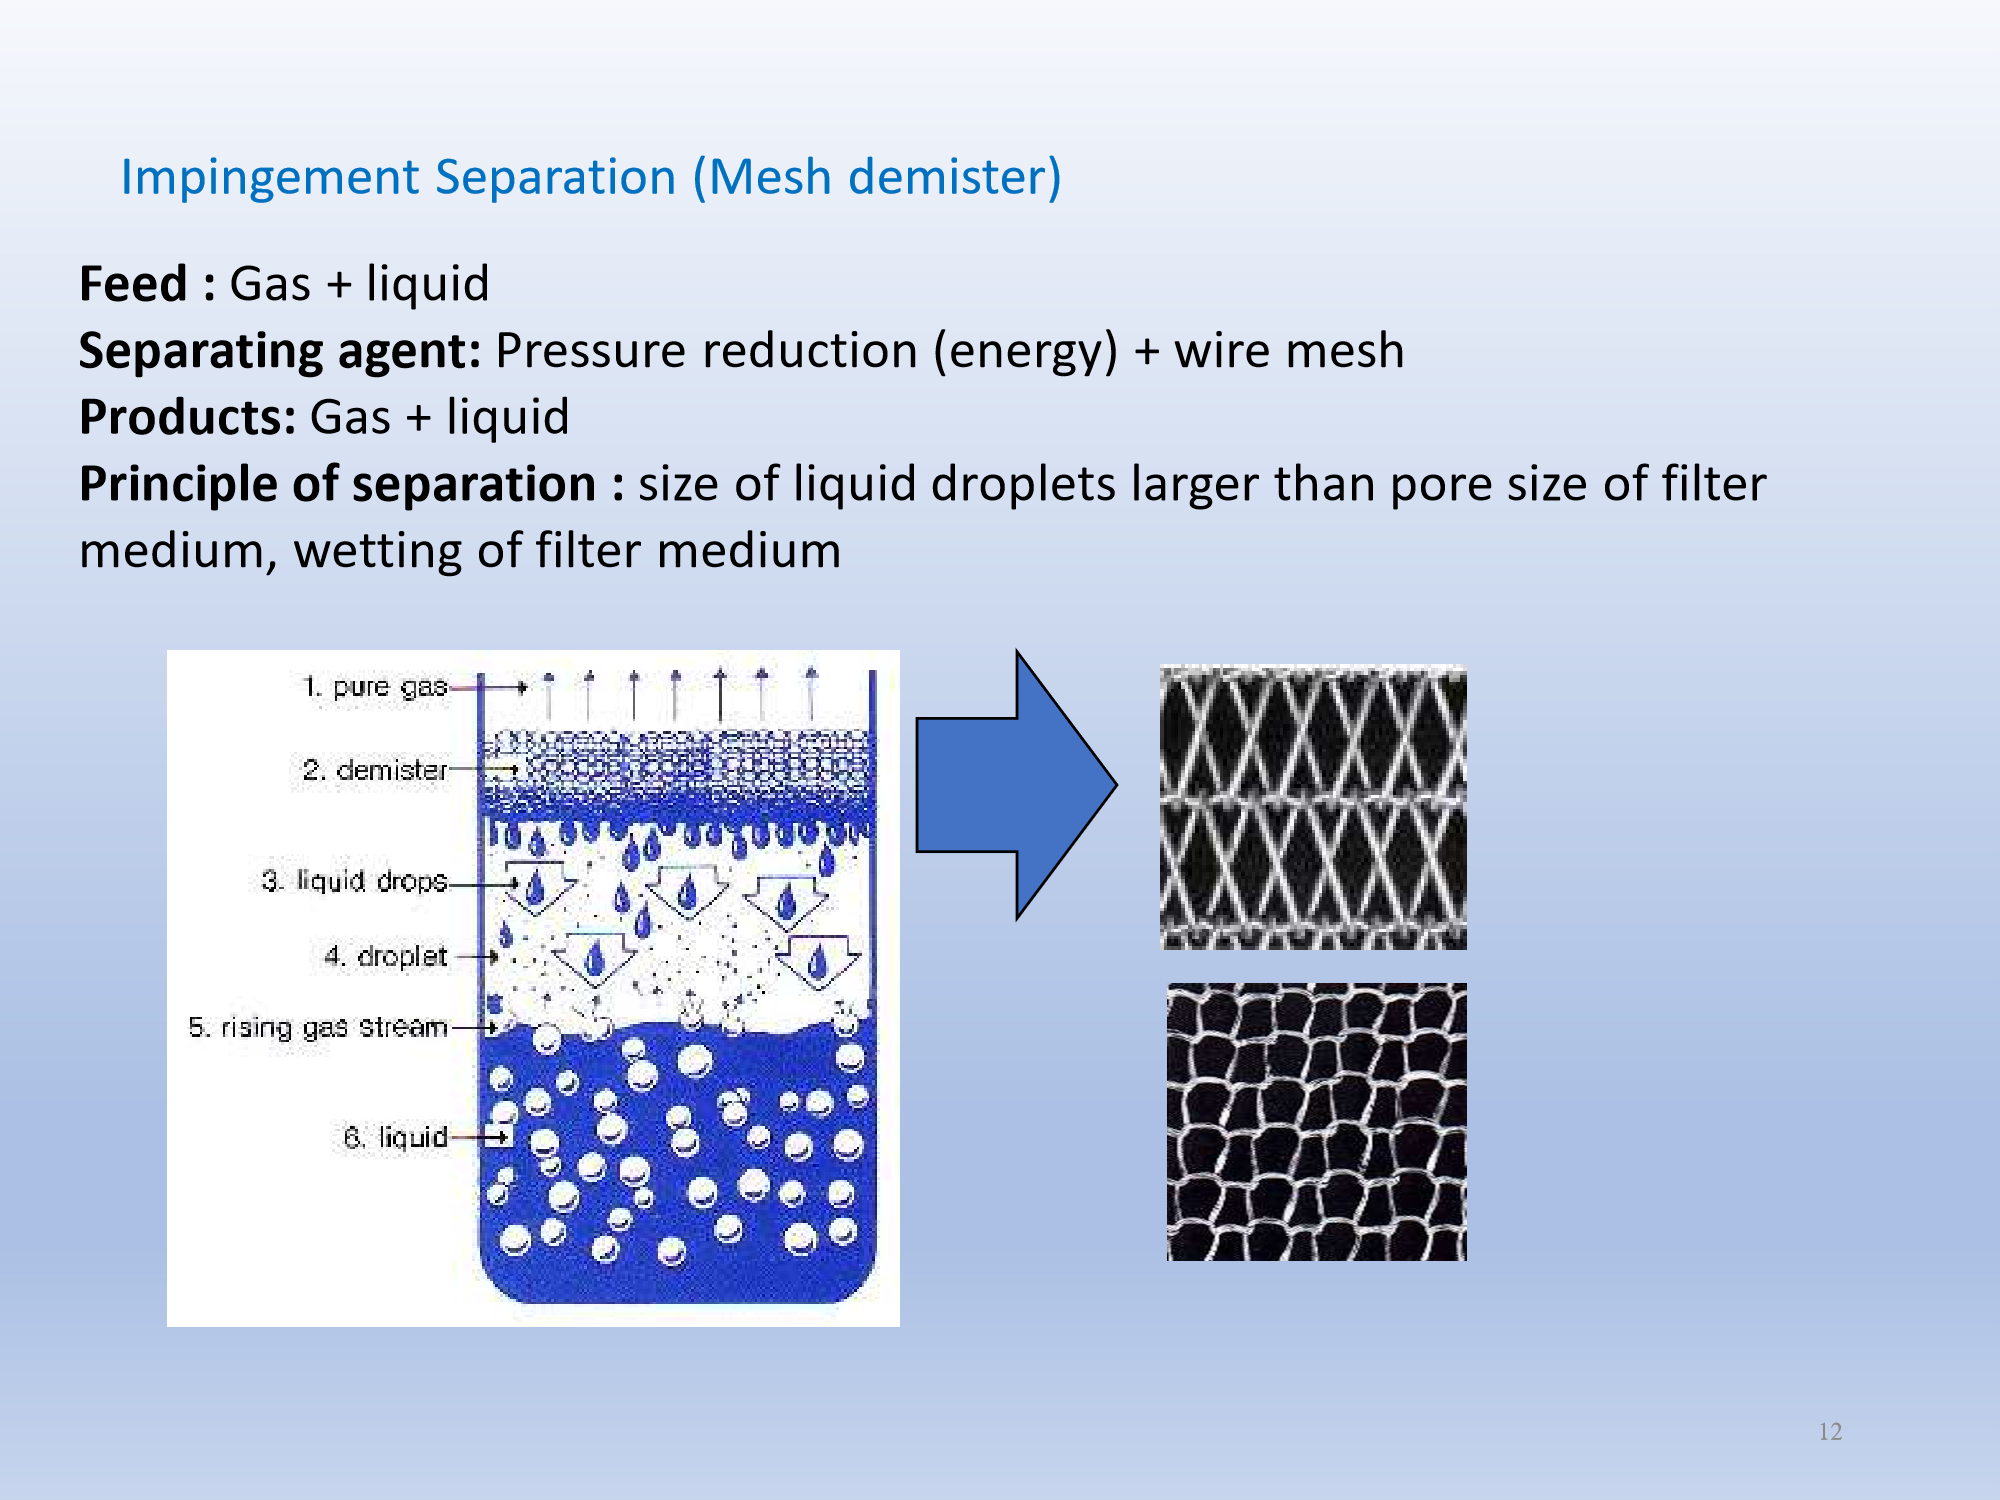 Impingement Separation (Mesh demister)
Feed : Gas + liquid
Separating agent: Pressure reduction (energy) + wire mesh
Products: Gas + liquid
Principle of separation : size of liquid droplets larger than pore size of filter
medium, wetting of filter medium
1. pure gas
2. demister
3. liquid drops
4. droplet
5. rising gas stream
6. liquid
12